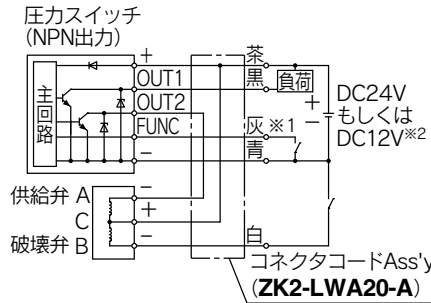 圧力スイッチ
(NPN出力)
+
茶
OUT1
黒
負荷
OUT2
主回路
+
−
DC24V
もしくは
DC12V※2
FUNC
灰※1
−
青
供給弁 A
−
C
+
破壊弁 B
−
白
コネクタコードAss'y
(ZK2-LWA20-A)